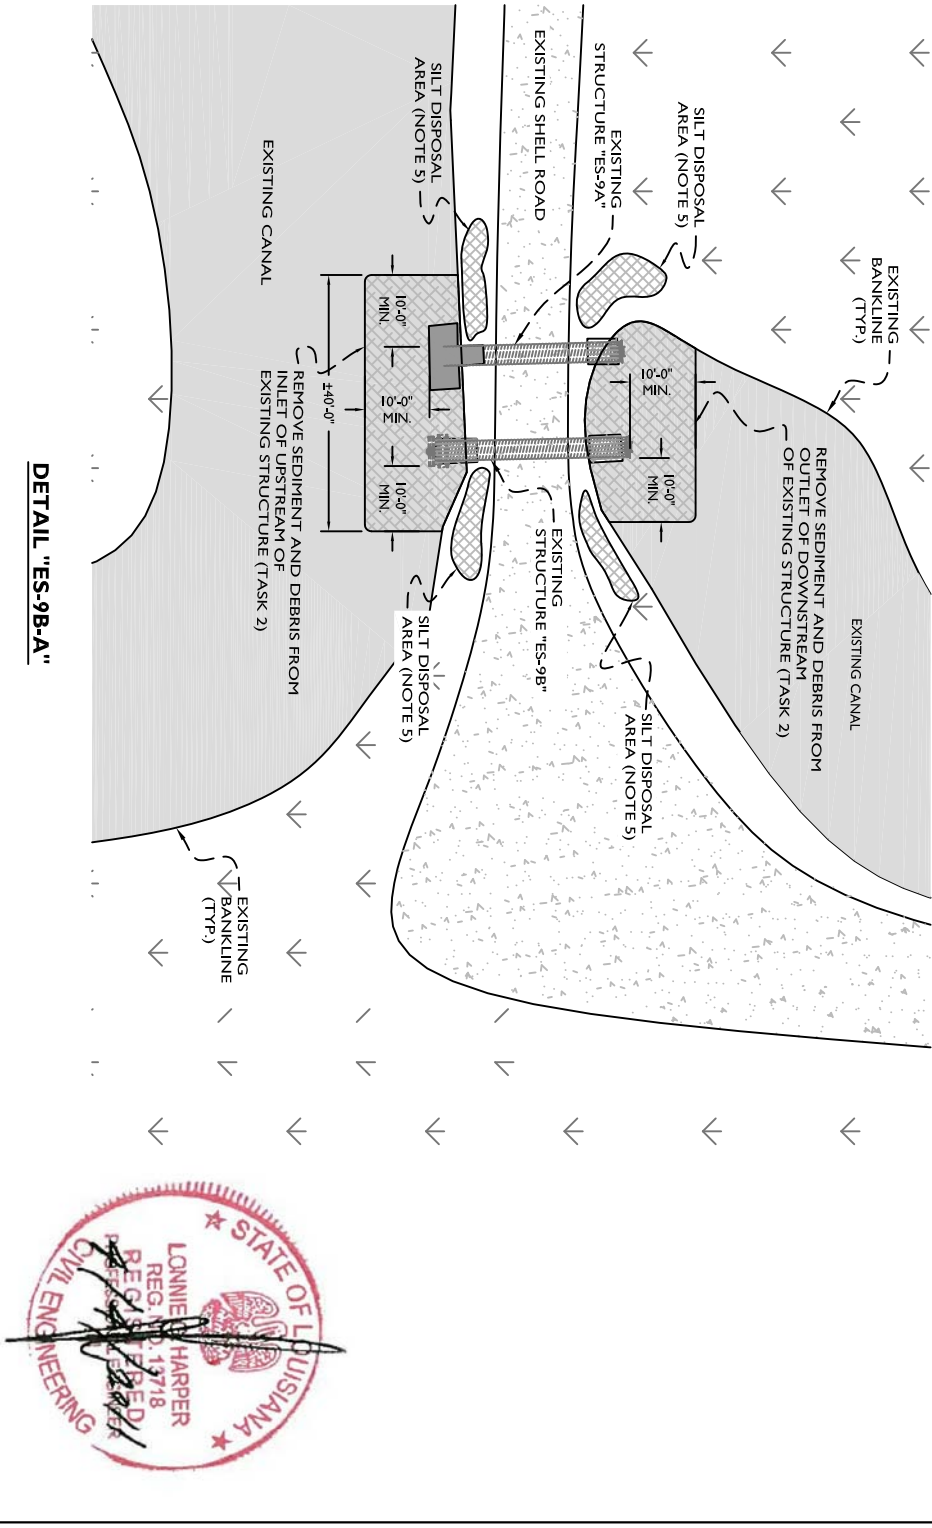 EXISTING
BANKLINE
(TYP.)
EXISTING CANAL
SILT DISPOSAL
AREA (NOTE 5)
REMOVE SEDIMENT AND DEBRIS FROM
OUTLET OF DOWNSTREAM
OF EXISTING STRUCTURE (TASK 2)
10'-0"
MIN.
10'-0"
MIN.
EXISTING
STRUCTURE "ES-9A"
SILT DISPOSAL
AREA (NOTE 5)
EXISTING SHELL ROAD
EXISTING
STRUCTURE "ES-9B"
SILT DISPOSAL
AREA (NOTE 5)
SILT DISPOSAL
AREA (NOTE 5)
10'-0"
MIN.
10'-0"
MIN.
10'-0"
MIN.
±40'-0"
EXISTING CANAL
REMOVE SEDIMENT AND DEBRIS FROM
INLET OF UPSTREAM OF
EXISTING STRUCTURE (TASK 2)
EXISTING
BANKLINE
(TYP.)
DETAIL "ES-9B-A"
STATE OF LOUISIANA
LONNIE HARPER
REG. NO. 13718
REGISTERED
PROFESSIONAL ENGINEER
CIVIL ENGINEERING